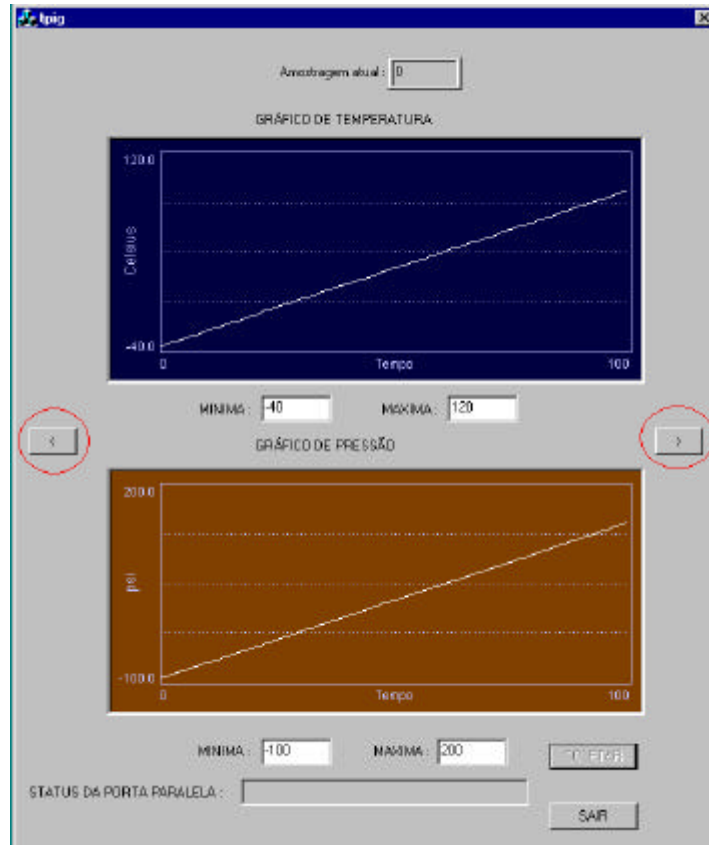 tpig
Amostragem atual : 0
GRÁFICO DE TEMPERATURA
120.0
Celsius
-40.0
0 Tempo 100
MINIMA : -40 MAXIMA : 120
< >
GRÁFICO DE PRESSÃO
200.0
psi
-100.0
0 Tempo 100
MINIMA : -100 MAXIMA : 200
STATUS DA PORTA PARALELA :
SAIR